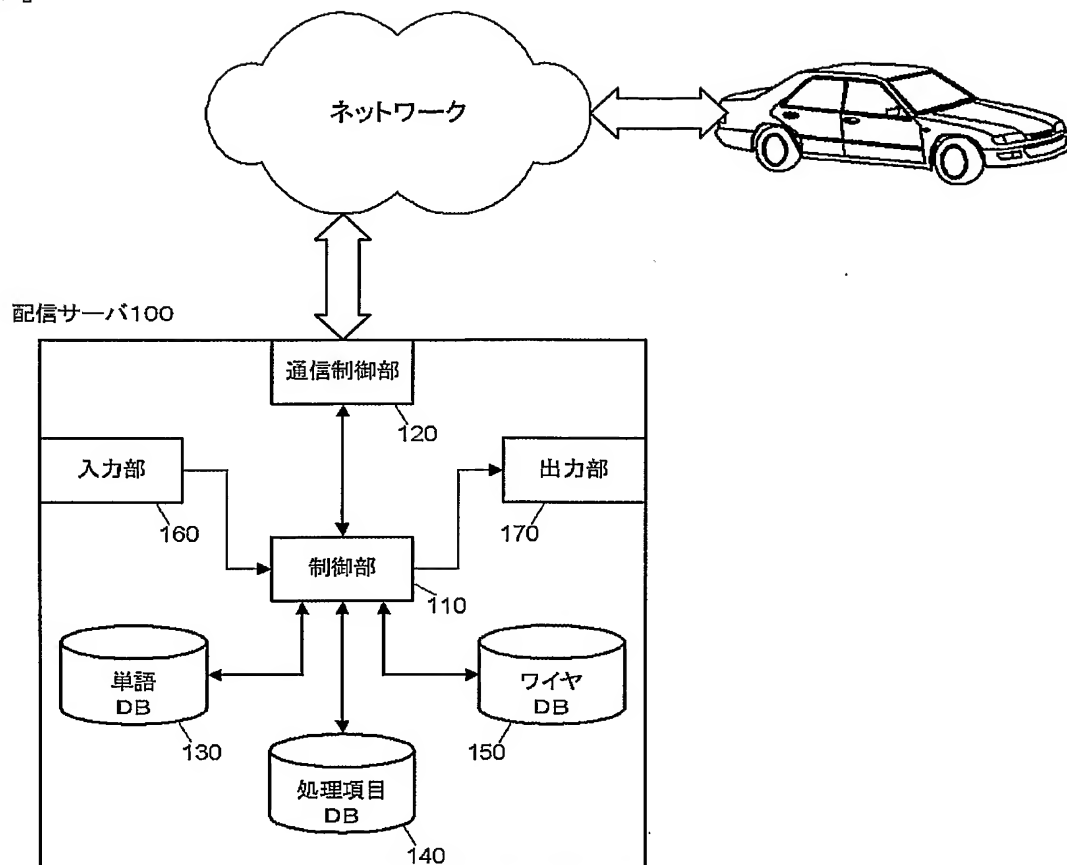 ネットワーク
配信サーバ100
通信制御部
120
入力部
160
出力部
170
制御部
110
単語
DB
130
処理項目
DB
140
ワイヤ
DB
150